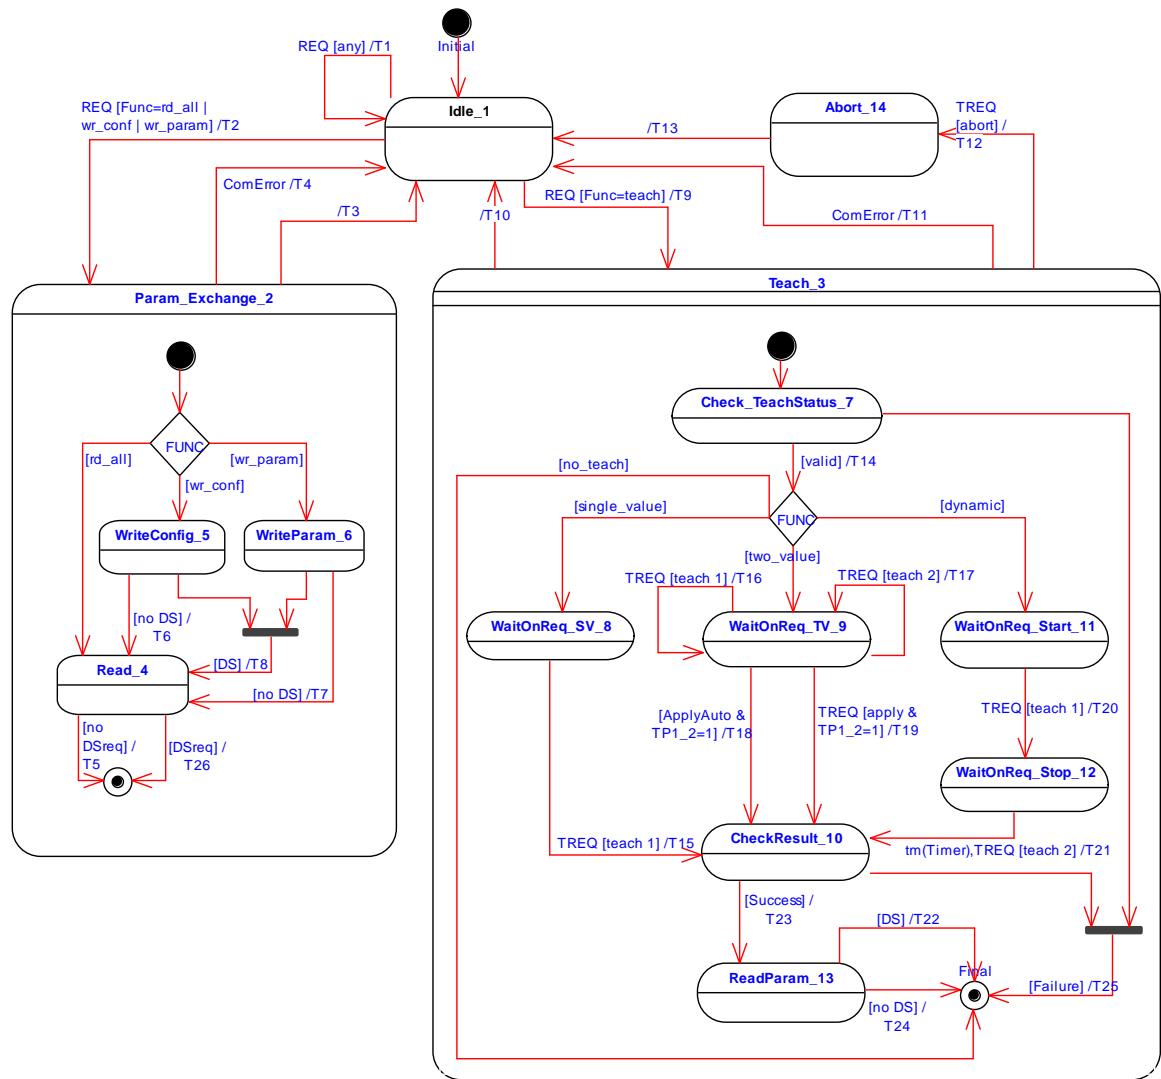 Initial
REQ [any] /T1
Idle_1
Abort_14
REQ [Func=rd_all |
wr_conf | wr_param] /T2
TREQ
[abort] /
T12
/T13
ComError /T4
REQ [Func=teach] /T9
/T3
/T10
ComError /T11
Param_Exchange_2
Teach_3
FUNC
[rd_all]
[wr_param]
[wr_conf]
WriteConfig_5
WriteParam_6
[no DS] /
T6
Read_4
[DS] /T8
[no DS] /T7
[no
DSreq] /
T5
[DSreq] /
T26
Check_TeachStatus_7
[no_teach]
[valid] /T14
[single_value]
FUNC
[dynamic]
[two_value]
TREQ [teach 1] /T16
TREQ [teach 2] /T17
WaitOnReq_SV_8
WaitOnReq_TV_9
WaitOnReq_Start_11
[ApplyAuto &
TP1_2=1] /T18
TREQ [apply &
TP1_2=1] /T19
TREQ [teach 1] /T20
WaitOnReq_Stop_12
TREQ [teach 1] /T15
CheckResult_10
tm(Timer),TREQ [teach 2] /T21
[Success] /
T23
[DS] /T22
ReadParam_13
Final
[no DS] /
T24
[Failure] /T25